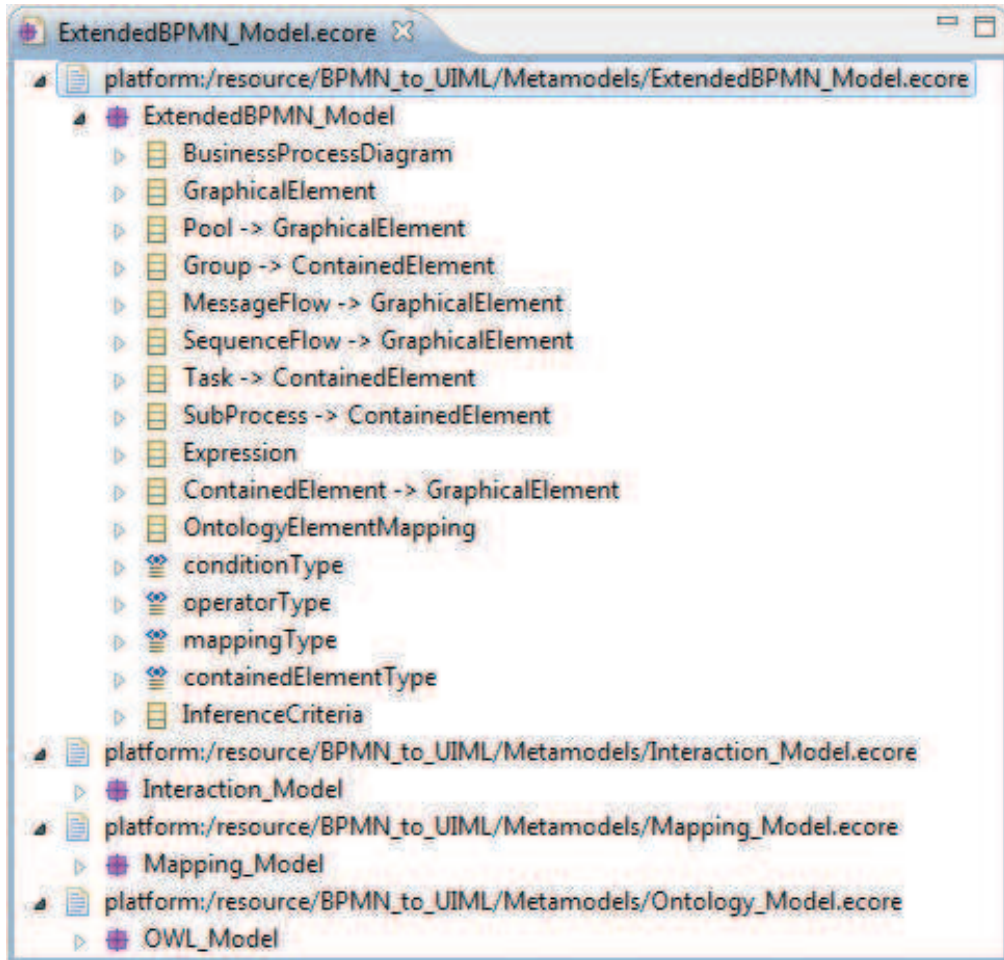 ExtendedBPMN_Model.ecore
platform:/resource/BPMN_to_UIML/Metamodels/ExtendedBPMN_Model.ecore
ExtendedBPMN_Model
BusinessProcessDiagram
GraphicalElement
Pool -> GraphicalElement
Group -> ContainedElement
MessageFlow -> GraphicalElement
SequenceFlow -> GraphicalElement
Task -> ContainedElement
SubProcess -> ContainedElement
Expression
ContainedElement -> GraphicalElement
OntologyElementMapping
conditionType
operatorType
mappingType
containedElementType
InferenceCriteria
platform:/resource/BPMN_to_UIML/Metamodels/Interaction_Model.ecore
Interaction_Model
platform:/resource/BPMN_to_UIML/Metamodels/Mapping_Model.ecore
Mapping_Model
platform:/resource/BPMN_to_UIML/Metamodels/Ontology_Model.ecore
OWL_Model